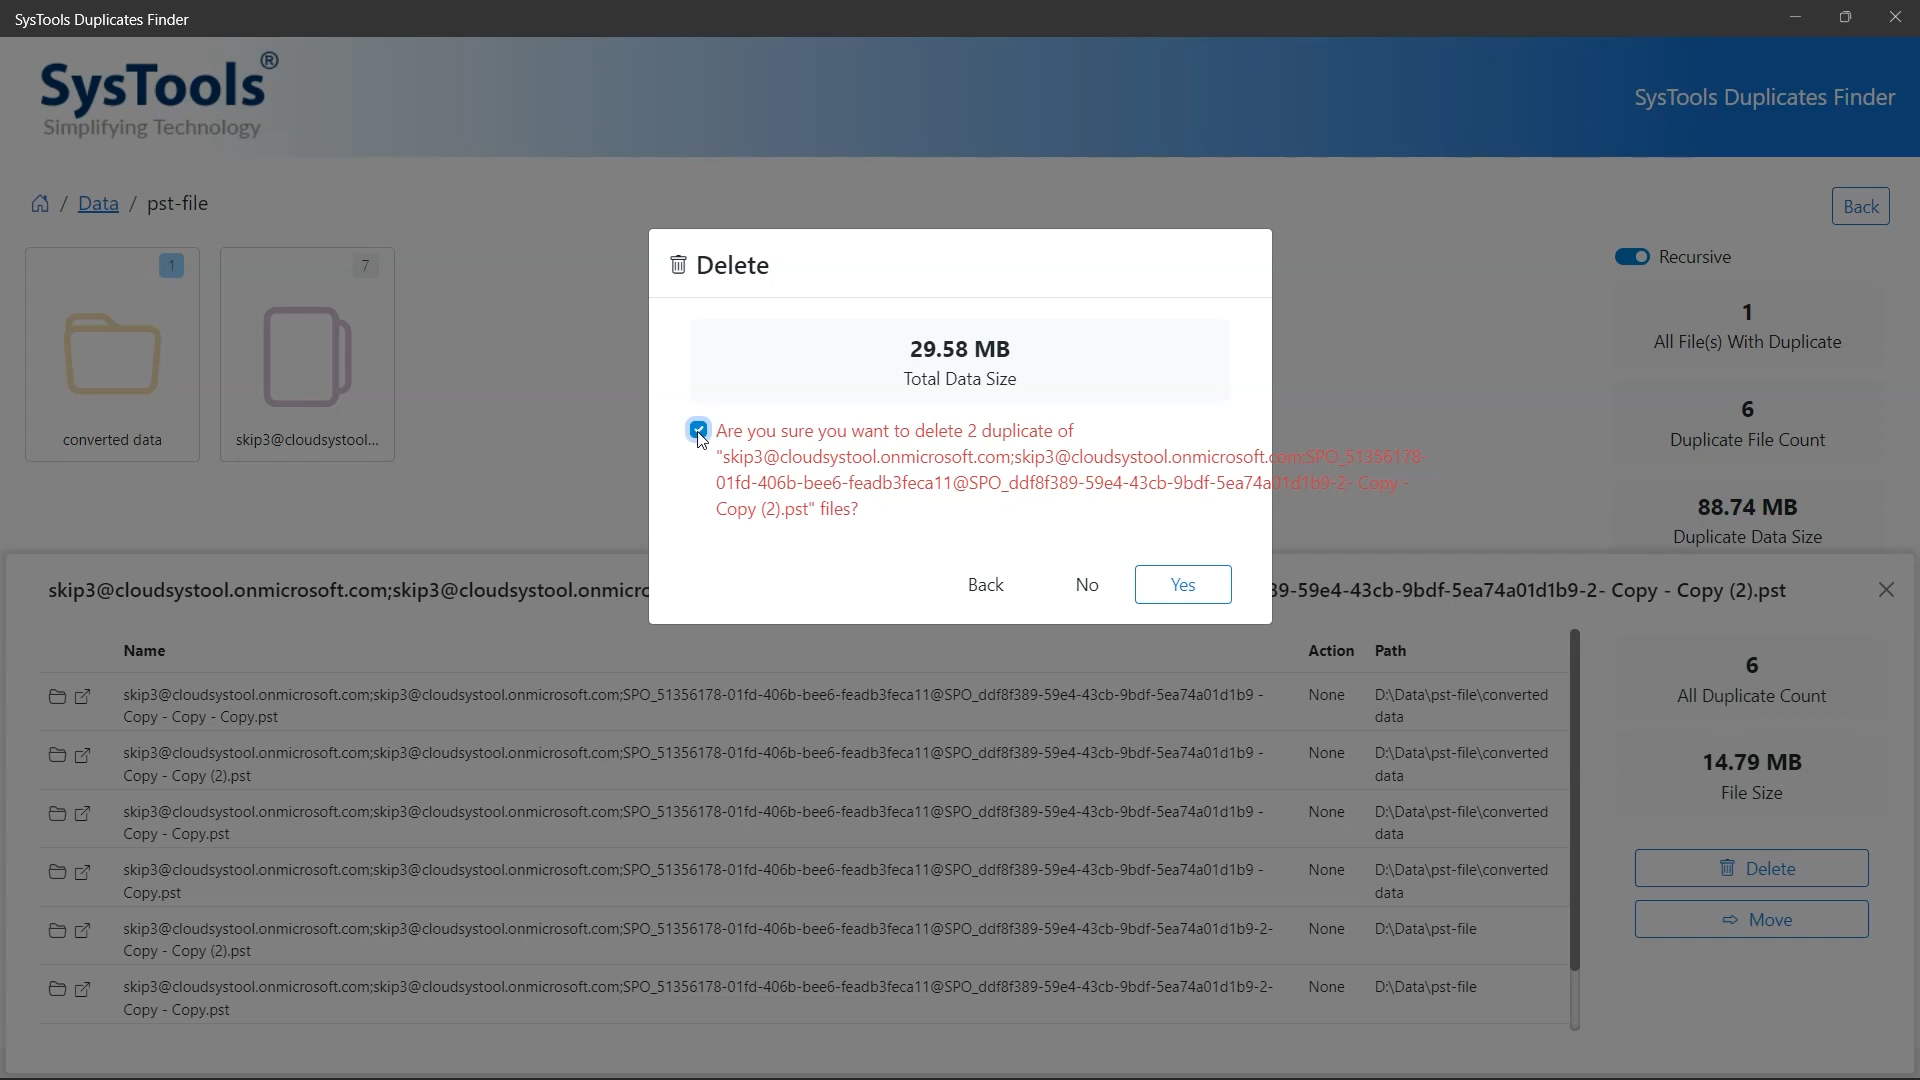 SysTools Duplicates Finder
SysTools®
Simplifying Technology
SysTools Duplicates Finder
/ Data / pst-file
Back
1
converted data
7
skip3@cloudsystool...
Recursive
1
All File(s) With Duplicate
6
Duplicate File Count
88.74 MB
Duplicate Data Size
Delete
29.58 MB
Total Data Size
Are you sure you want to delete 2 duplicate of
"skip3@cloudsystool.onmicrosoft.com;skip3@cloudsystool.onmicrosoft.com;SPO_51356178-
01fd-406b-bee6-feadb3feca11@SPO_ddf8f389-59e4-43cb-9bdf-5ea74a01d1b9-2- Copy -
Copy (2).pst" files?
Back No Yes
skip3@cloudsystool.onmicrosoft.com;skip3@cloudsystool.onmicro 39-59e4-43cb-9bdf-5ea74a01d1b9-2- Copy - Copy (2).pst
Name Action Path
skip3@cloudsystool.onmicrosoft.com;skip3@cloudsystool.onmicrosoft.com;SPO_51356178-01fd-406b-bee6-feadb3feca11@SPO_ddf8f389-59e4-43cb-9bdf-5ea74a01d1b9 - None D:\Data\pst-file\converted
Copy - Copy - Copy.pst data
skip3@cloudsystool.onmicrosoft.com;skip3@cloudsystool.onmicrosoft.com;SPO_51356178-01fd-406b-bee6-feadb3feca11@SPO_ddf8f389-59e4-43cb-9bdf-5ea74a01d1b9 - None D:\Data\pst-file\converted
Copy - Copy (2).pst data
skip3@cloudsystool.onmicrosoft.com;skip3@cloudsystool.onmicrosoft.com;SPO_51356178-01fd-406b-bee6-feadb3feca11@SPO_ddf8f389-59e4-43cb-9bdf-5ea74a01d1b9 - None D:\Data\pst-file\converted
Copy - Copy.pst data
skip3@cloudsystool.onmicrosoft.com;skip3@cloudsystool.onmicrosoft.com;SPO_51356178-01fd-406b-bee6-feadb3feca11@SPO_ddf8f389-59e4-43cb-9bdf-5ea74a01d1b9 - None D:\Data\pst-file\converted
Copy.pst data
skip3@cloudsystool.onmicrosoft.com;skip3@cloudsystool.onmicrosoft.com;SPO_51356178-01fd-406b-bee6-feadb3feca11@SPO_ddf8f389-59e4-43cb-9bdf-5ea74a01d1b9-2- None D:\Data\pst-file
Copy - Copy (2).pst
skip3@cloudsystool.onmicrosoft.com;skip3@cloudsystool.onmicrosoft.com;SPO_51356178-01fd-406b-bee6-feadb3feca11@SPO_ddf8f389-59e4-43cb-9bdf-5ea74a01d1b9-2- None D:\Data\pst-file
Copy - Copy.pst
6
All Duplicate Count
14.79 MB
File Size
Delete
Move